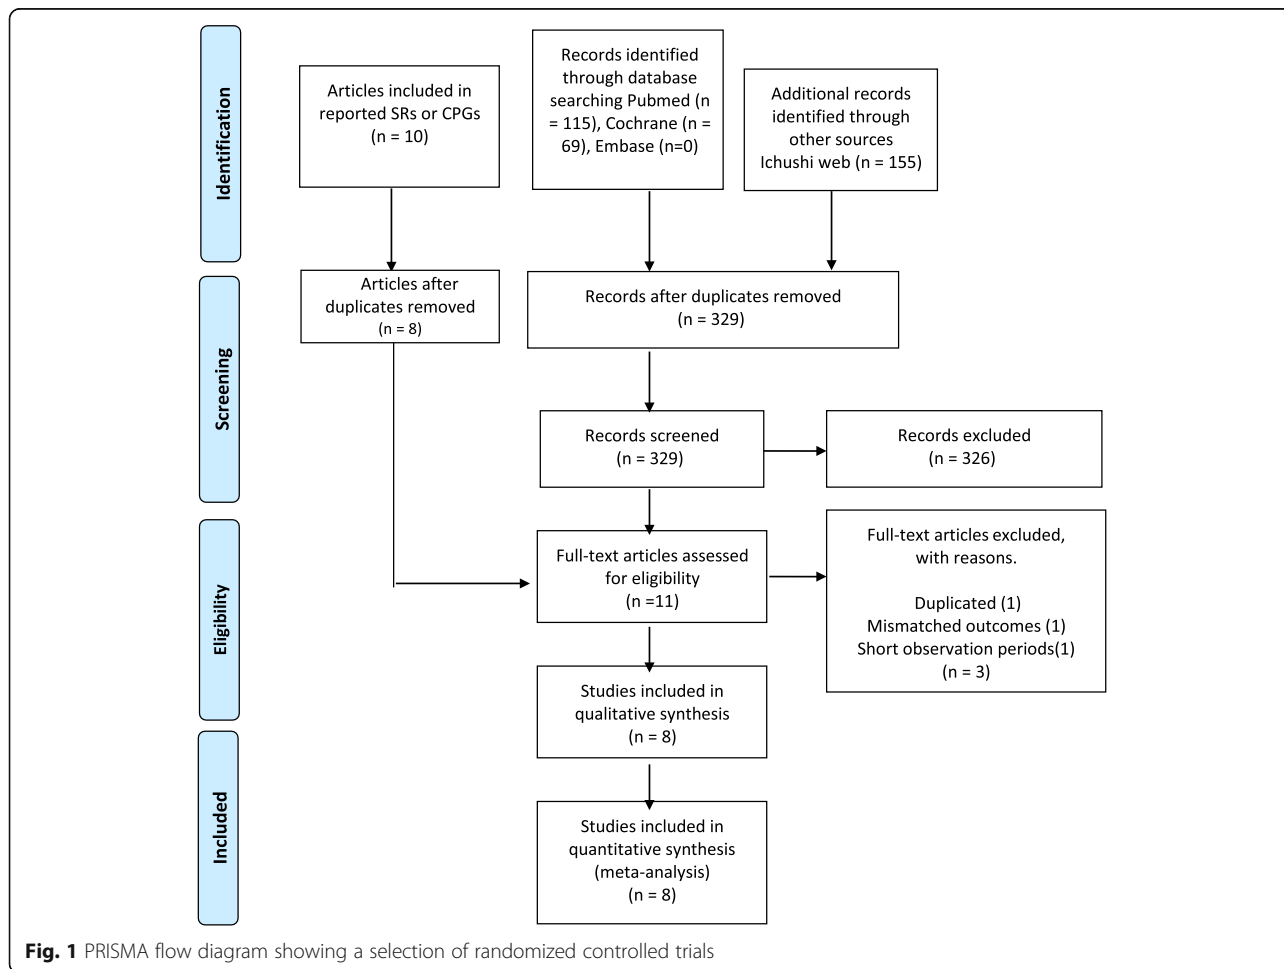 Identification
Articles included in
reported SRs or CPGs
(n = 10)
Records identified
through database
searching Pubmed (n
= 115), Cochrane (n =
69), Embase (n=0)
Additional records
identified through
other sources
Ichushi web (n = 155)
Screening
Articles after
duplicates removed
(n = 8)
Records after duplicates removed
(n = 329)
Records screened
(n = 329)
Records excluded
(n = 326)
Eligibility
Full-text articles assessed
for eligibility
(n =11)
Full-text articles excluded,
with reasons.
Duplicated (1)
Mismatched outcomes (1)
Short observation periods(1)
(n = 3)
Studies included in
qualitative synthesis
(n = 8)
Included
Studies included in
quantitative synthesis
(meta-analysis)
(n = 8)
Fig. 1 PRISMA flow diagram showing a selection of randomized controlled trials